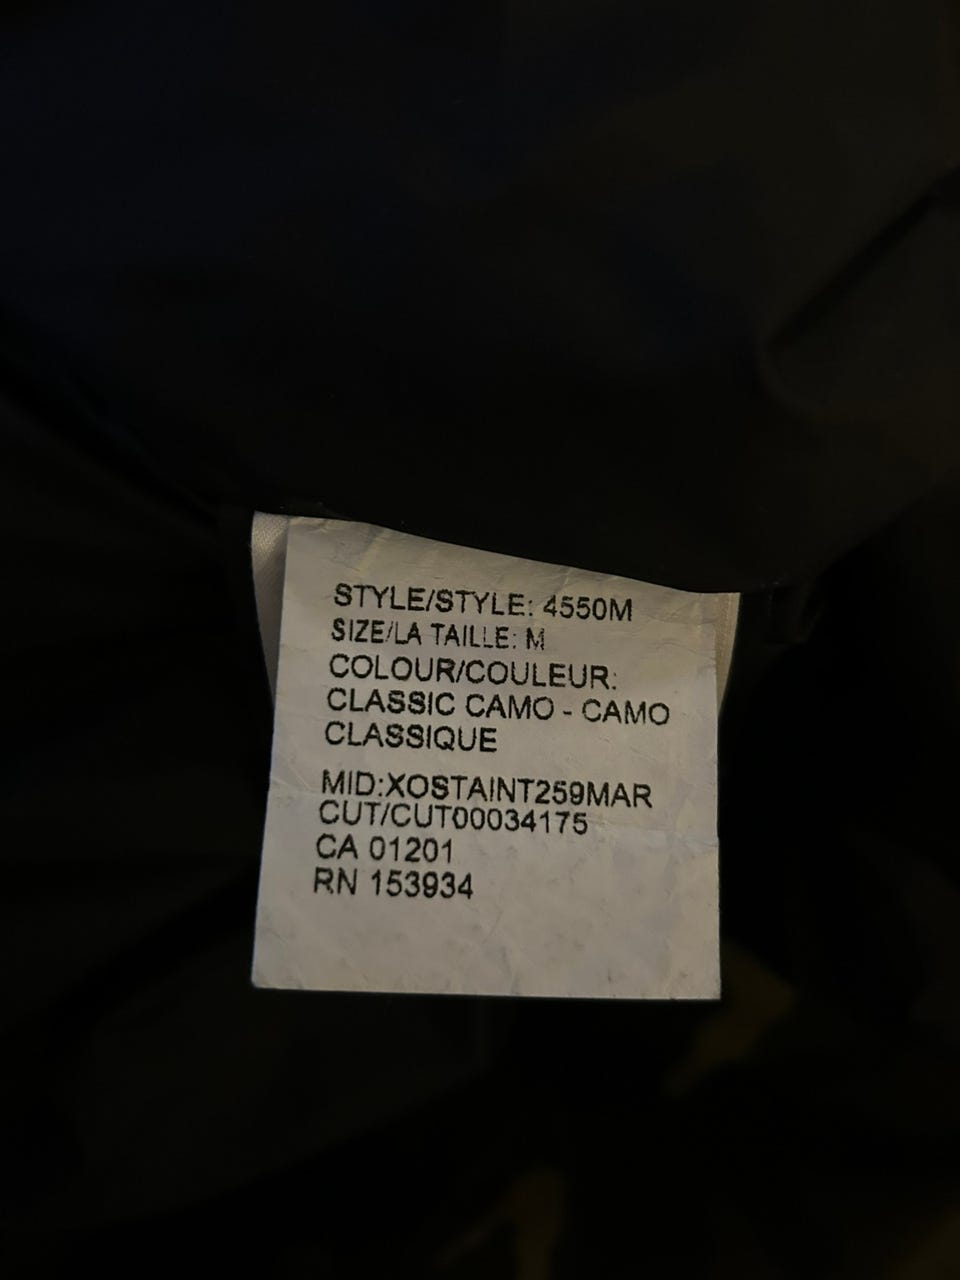 STYLE/STYLE: 4550M
SIZE/LA TAILLE: M
COLOUR/COULEUR:
CLASSIC CAMO - CAMO
CLASSIQUE
MID:XOSTAINT259MAR
CUT/CUT00034175
CA 01201
RN 153934